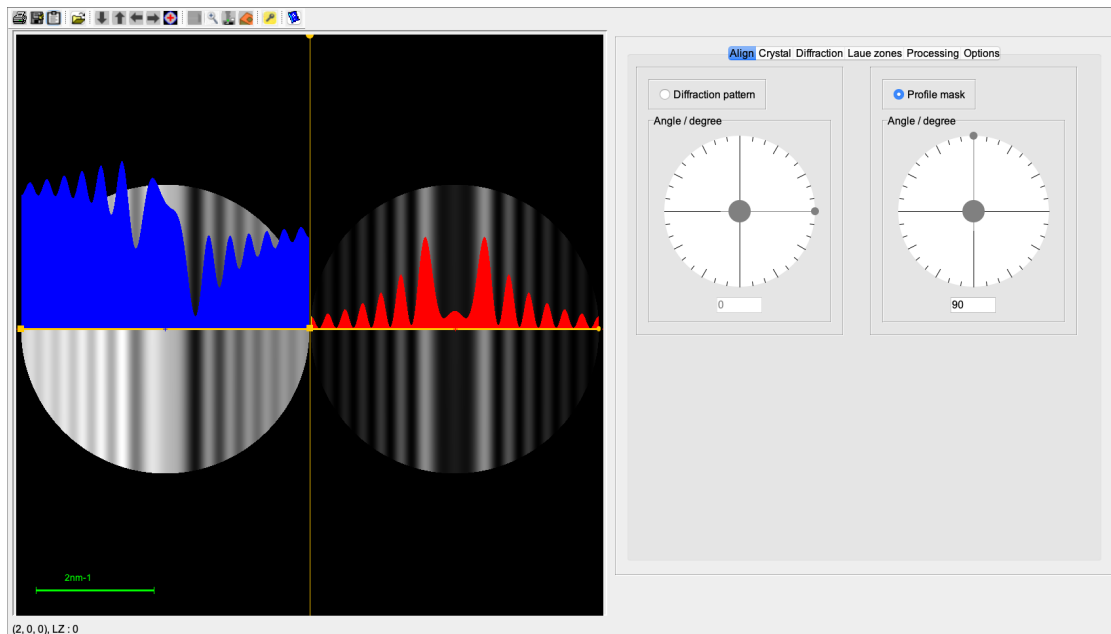 Align Crystal Diffraction Laue zones Processing Options
Diffraction pattern
Profile mask
Angle / degree
Angle / degree
0
90
2nm-1
(2, 0, 0), LZ : 0